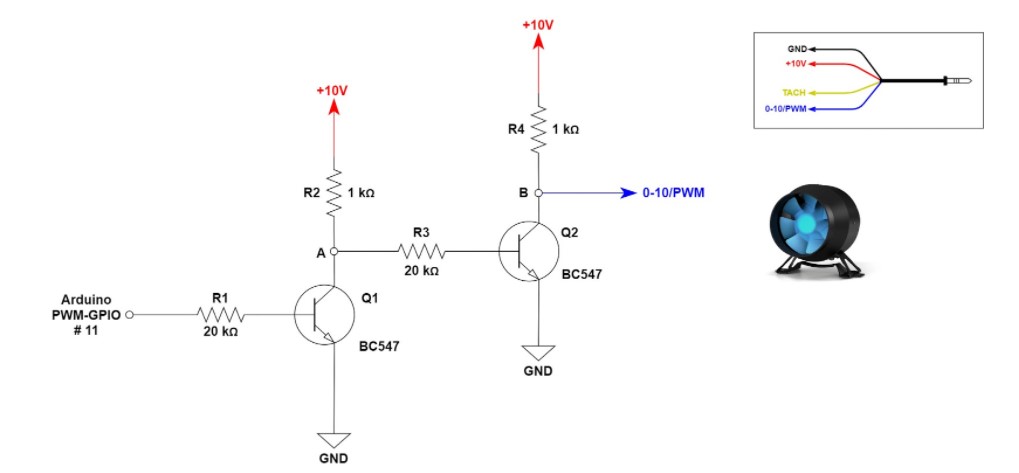 +10V
R4 1 kΩ
B
0-10/PWM
Q2
BC547
GND
+10V
R2 1 kΩ
A
R3
20 kΩ
Q1
BC547
GND
Arduino
PWM-GPIO
# 11
R1
20 kΩ
GND
+10V
TACH
0-10/PWM